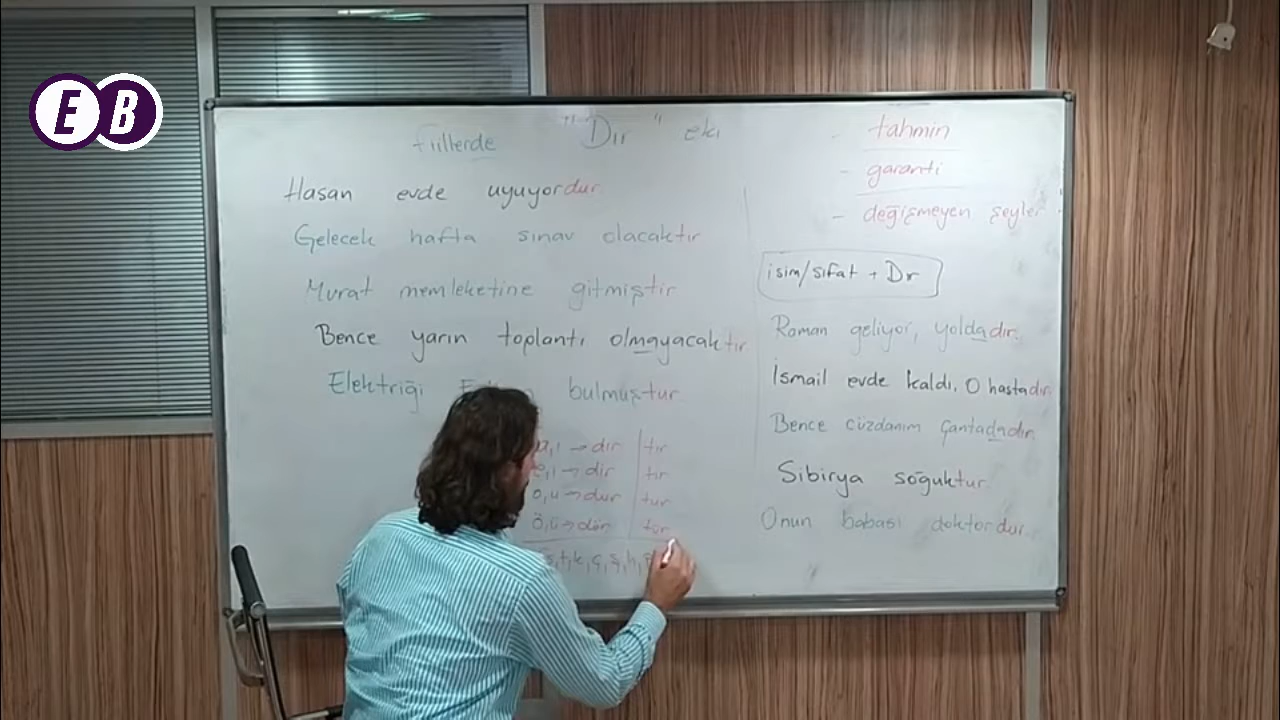 EB
Fiillerde "Dır" eki
Hasan evde uyuyordur
Gelecek hafta sınav olacaktır
Murat memleketine gitmiştir
Bence yarın toplantı olmayacaktır
Elektriği bulmuştur
a,ı → dır | tır
e,i → dir | tir
o,u → dur | tur
ö,ü → dür | tür
s,t,k,ç,ş,h,p
- tahmin
- garanti
- değişmeyen şeyler
isim/sıfat + Dır
Roman geliyor, yoldadır.
İsmail evde kaldı. O hastadır.
Bence cüzdanım çantadadır.
Sibirya soğuktur.
Onun babası doktordur.